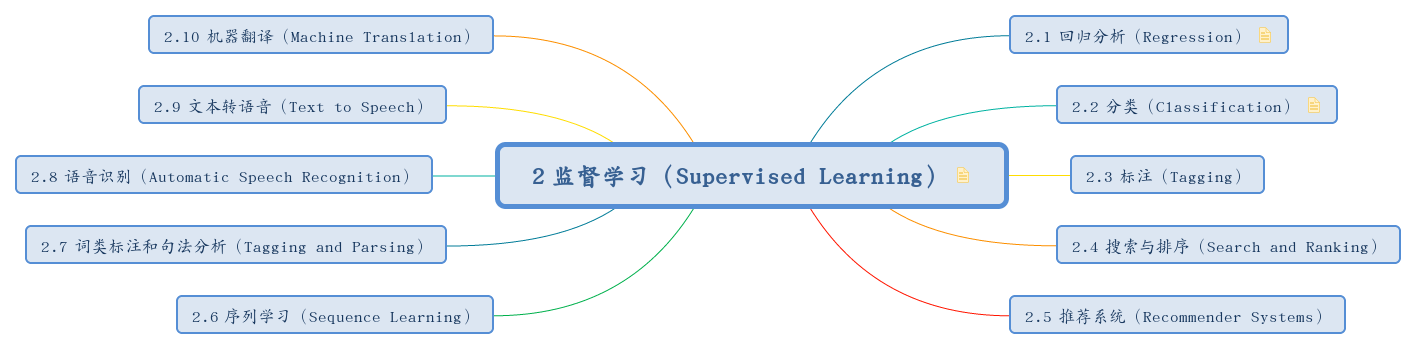 2 监督学习（Supervised Learning）
2.1 回归分析（Regression）
2.2 分类（Classification）
2.3 标注（Tagging）
2.4 搜索与排序（Search and Ranking）
2.5 推荐系统（Recommender Systems）
2.6 序列学习（Sequence Learning）
2.7 词类标注和句法分析（Tagging and Parsing）
2.8 语音识别（Automatic Speech Recognition）
2.9 文本转语音（Text to Speech）
2.10 机器翻译（Machine Translation）